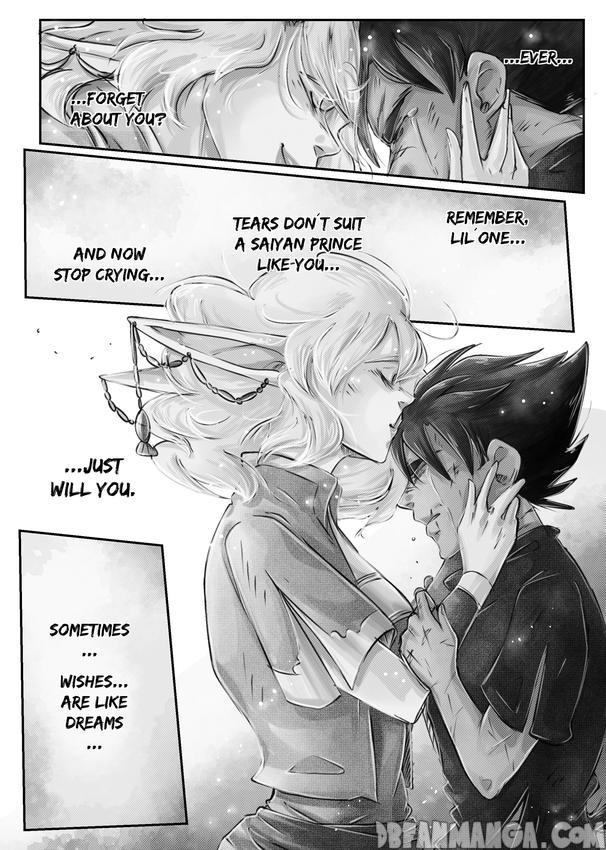 ...EVER...
...FORGET
ABOUT YOU?
REMEMBER,
LIL'ONE...
TEARS DON'T SUIT
A SAIYAN PRINCE
LIKE YOU...
AND NOW
STOP CRYING...
...JUST
WILL YOU.
SOMETIMES
...
WISHES...
ARE LIKE
DREAMS
...
DBFANMANGA.COM